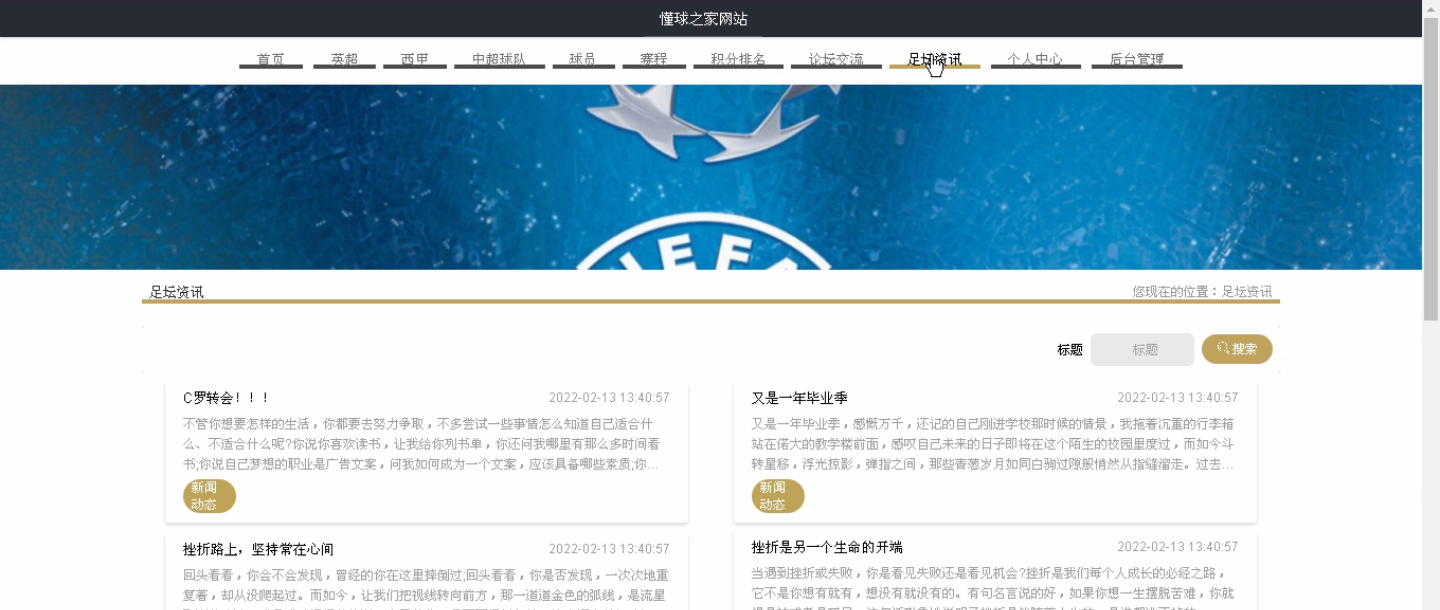 懂球之家网站
首页 英超 西甲 中超球队 球员 赛程 积分排名 论坛交流 足坛资讯 个人中心 后台管理
UEFA
足坛资讯 您现在的位置：足坛资讯
标题 标题 搜索
C罗转会！！！ 2022-02-13 13:40:57
不管你想要怎样的生活，你都要去努力争取，不多尝试一些事情怎么知道自己适合什
么、不适合什么呢?你说你喜欢读书，让我给你列书单，你还问我哪里有那么多时间看
书;你说自己梦想的职业是广告文案，问我如何成为一个文案，应该具备哪些素质;你...
新闻
动态
又是一年毕业季 2022-02-13 13:40:57
又是一年毕业季，感慨万千，还记的自己刚进学校那时候的情景，我拖着沉重的行李箱
站在偌大的教学楼前面，感叹自己未来的日子即将在这个陌生的校园里度过，而如今斗
转星移，浮光掠影，弹指之间，那些青葱岁月如同白驹过隙般悄然从指缝溜走。过去...
新闻
动态
挫折路上，坚持常在心间 2022-02-13 13:40:57
回头看看，你会不会发现，曾经的你在这里摔倒过;回头看看，你是否发现，一次次地重
复着，却从没爬起过。而如今，让我们把视线转向前方，那一道道金色的弧线，是流星
挫折是另一个生命的开端 2022-02-13 13:40:57
当遇到挫折或失败，你是看见失败还是看见机会?挫折是我们每个人成长的必经之路，
它不是你想有就有，想没有就没有的。有句名言说的好，如果你想一生摆脱苦难，你就